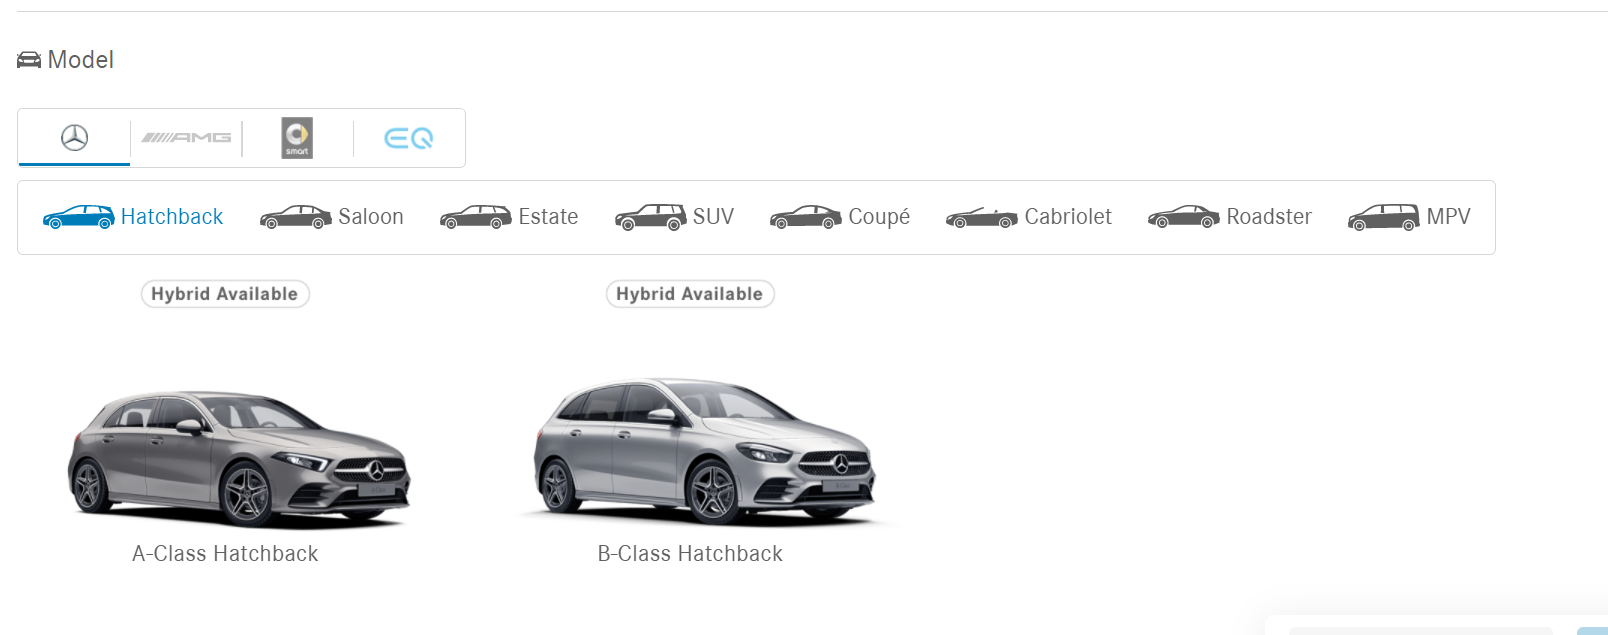 Model
AMG
smart
EQ
Hatchback
Saloon
Estate
SUV
Coupé
Cabriolet
Roadster
MPV
Hybrid Available
Hybrid Available
A-Class Hatchback
B-Class Hatchback